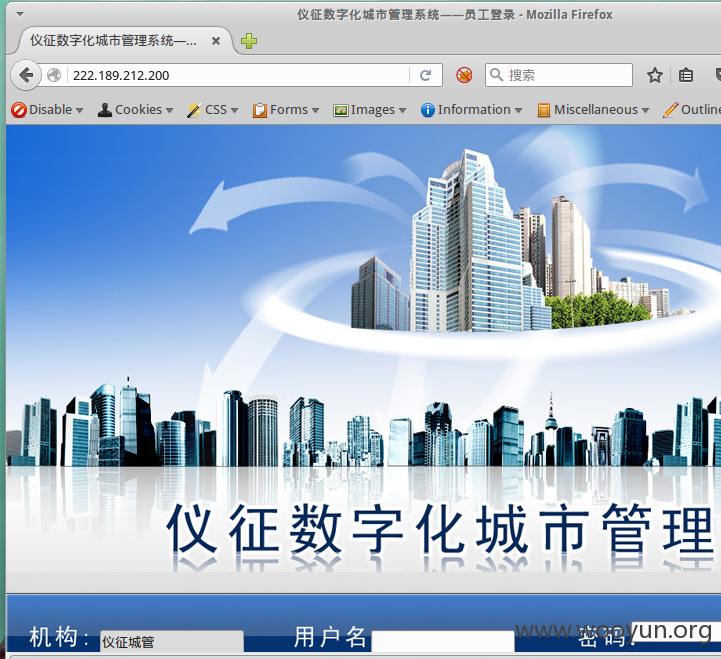 仪征数字化城市管理系统——员工登录 - Mozilla Firefox
仪征数字化城市管理系统—...
222.189.212.200
搜索
Disable Cookies CSS Forms Images Information Miscellaneous Outline
仪征数字化城市管理
机构: 仪征城管 用户名 密码:
www.wooyun.org